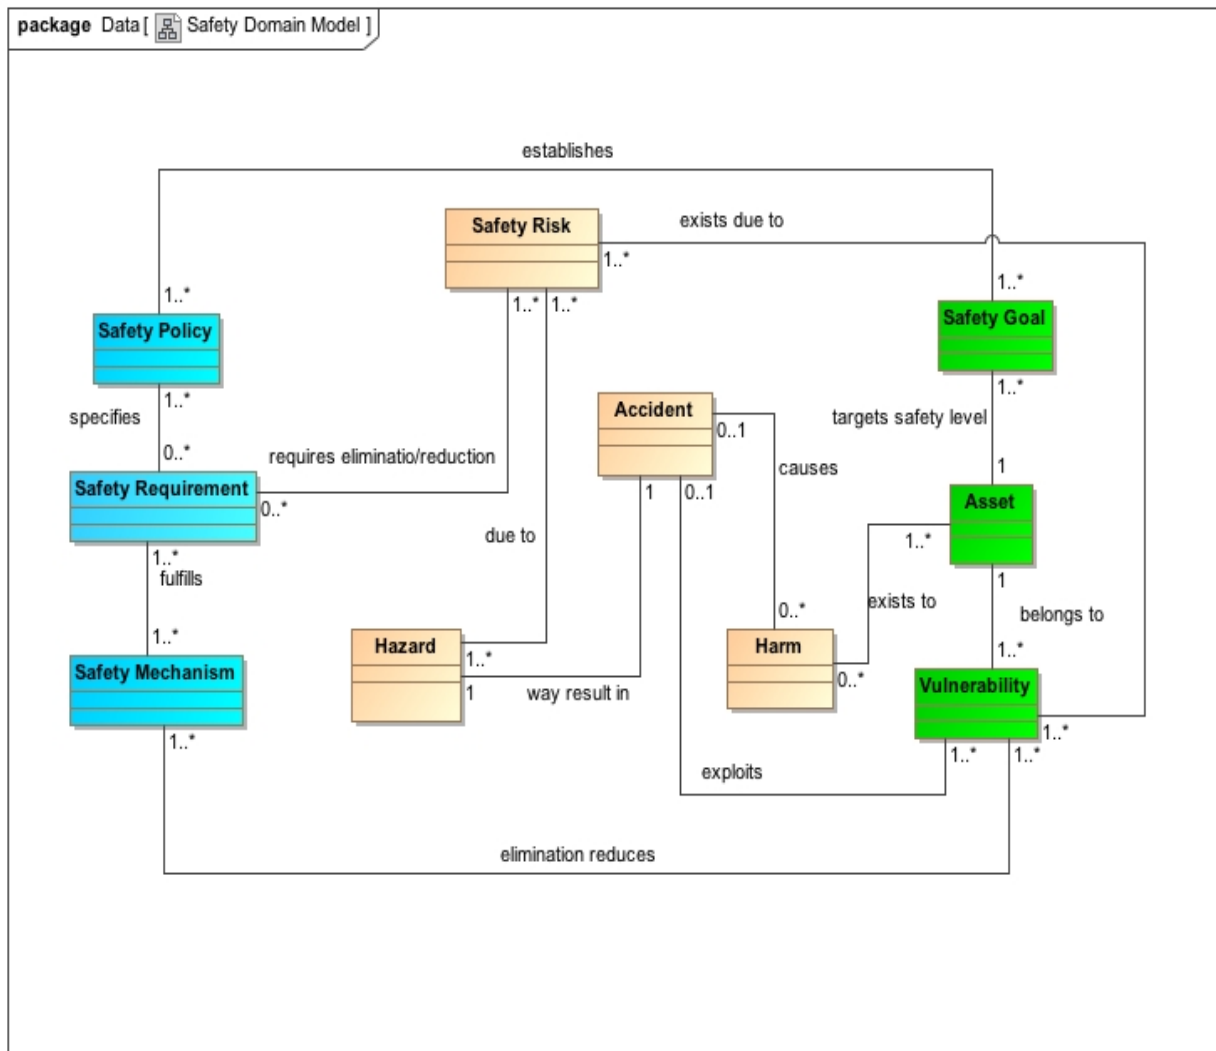 package Data [ Safety Domain Model ]
establishes
Safety Risk
exists due to
1..*
1..*
1..*
1..*
1..*
Safety Policy
Safety Goal
1..*
1..*
specifies
Accident
targets safety level
0..1
0..*
requires eliminatio/reduction
causes
1
Safety Requirement
1
0..1
Asset
0..*
due to
1..*
1..*
fulfills
1
exists to
0..*
belongs to
1..*
Hazard
Harm
1..*
1..*
Safety Mechanism
0..*
Vulnerability
1
way result in
1..*
1..*
1..*
1..*
exploits
elimination reduces